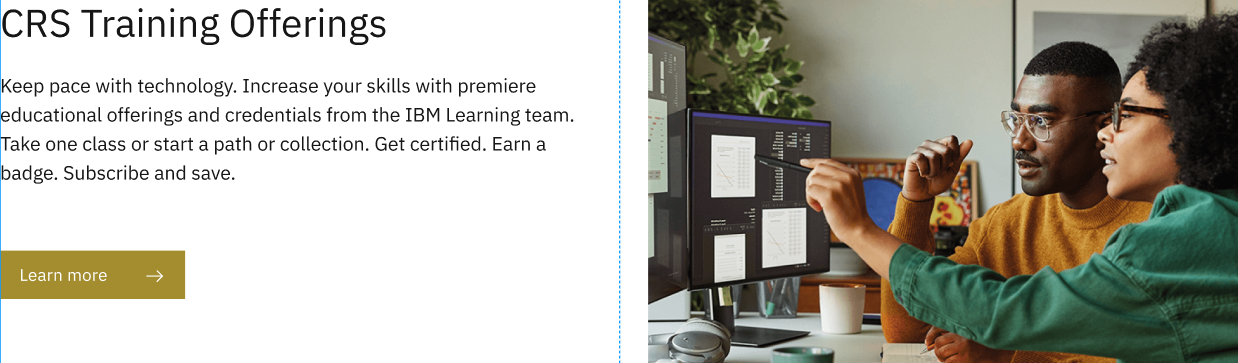 CRS Training Offerings
Keep pace with technology. Increase your skills with premiere
educational offerings and credentials from the IBM Learning team.
Take one class or start a path or collection. Get certified. Earn a
badge. Subscribe and save.
Learn more